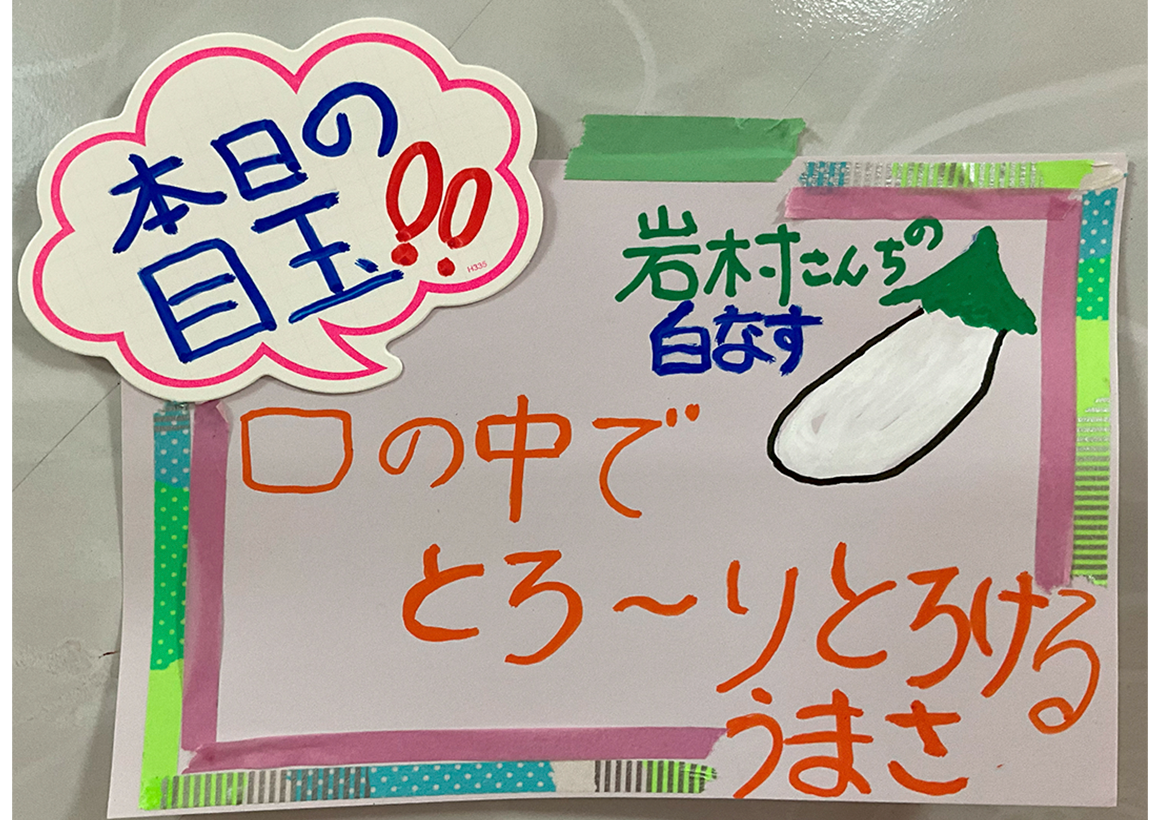 本日の
目玉!!
H335
岩村さんちの
白なす
口の中で
とろ～りとろける
うまさ